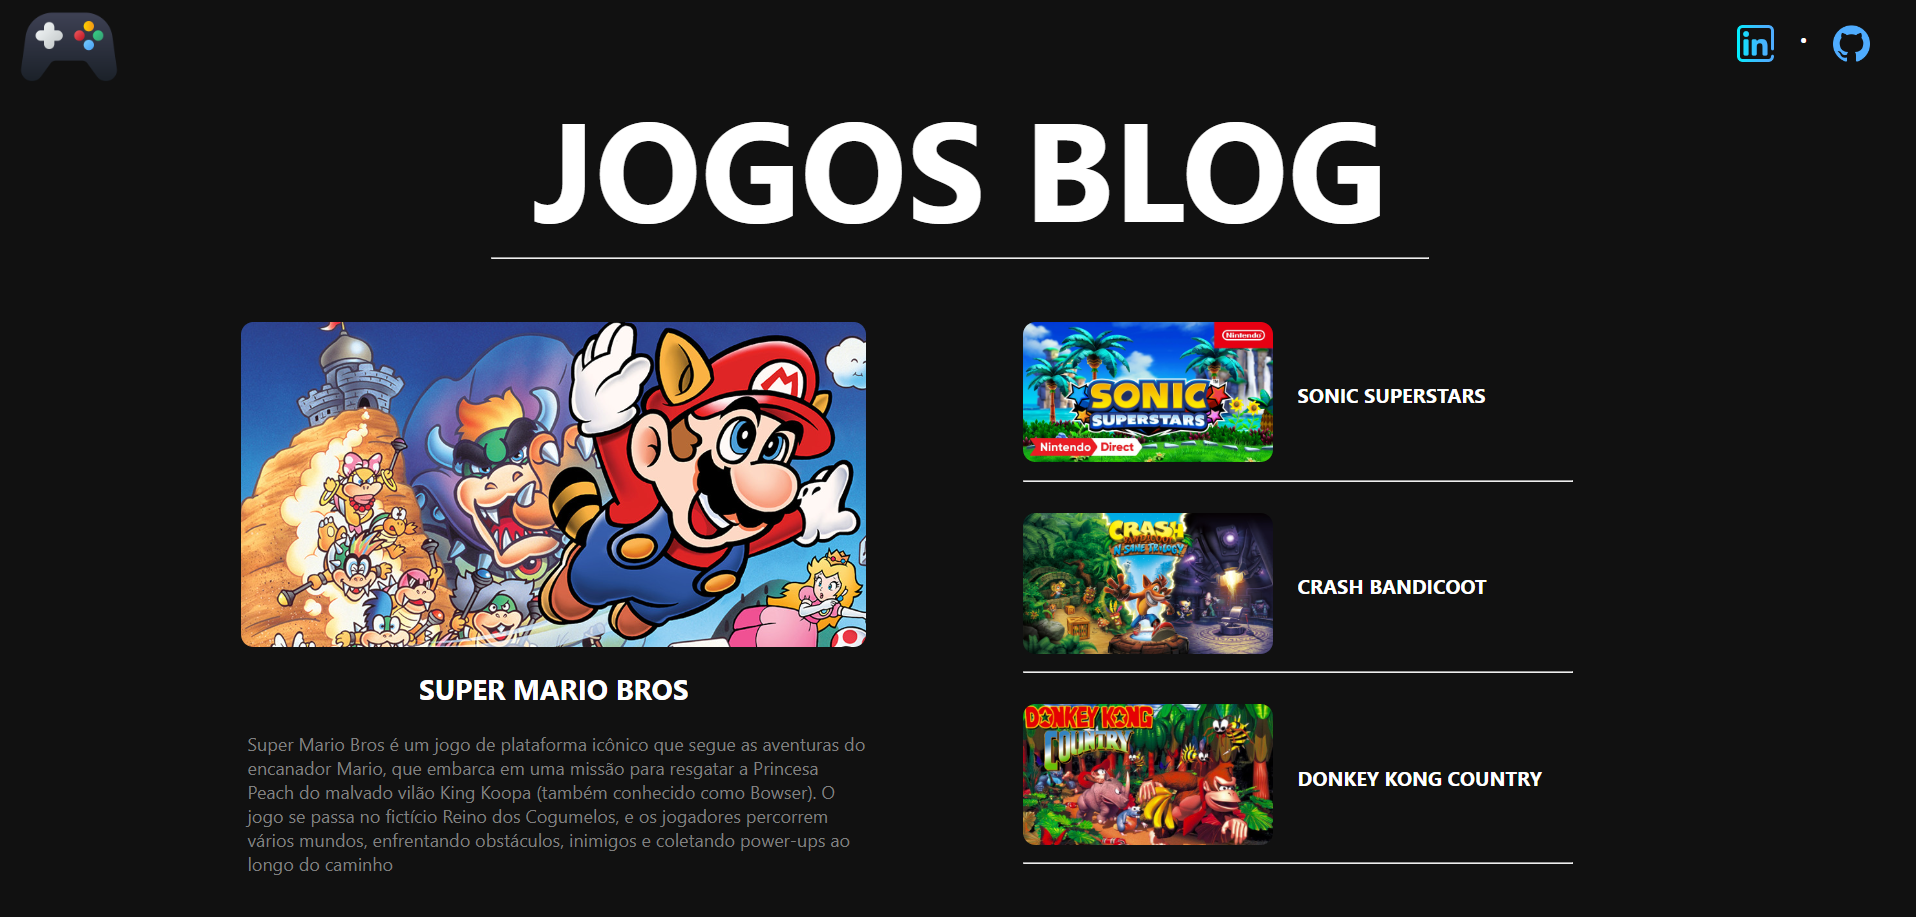 in
JOGOS BLOG
M
SUPER MARIO BROS
Super Mario Bros é um jogo de plataforma icônico que segue as aventuras do
encanador Mario, que embarca em uma missão para resgatar a Princesa
Peach do malvado vilão King Koopa (também conhecido como Bowser). O
jogo se passa no fictício Reino dos Cogumelos, e os jogadores percorrem
vários mundos, enfrentando obstáculos, inimigos e coletando power-ups ao
longo do caminho
Nintendo
SONIC
SUPERSTARS
Nintendo Direct
SONIC SUPERSTARS
CRASH
BANDICOOT
N. SANE TRILOGY
CRASH BANDICOOT
DONKEY KONG
COUNTRY
DONKEY KONG COUNTRY